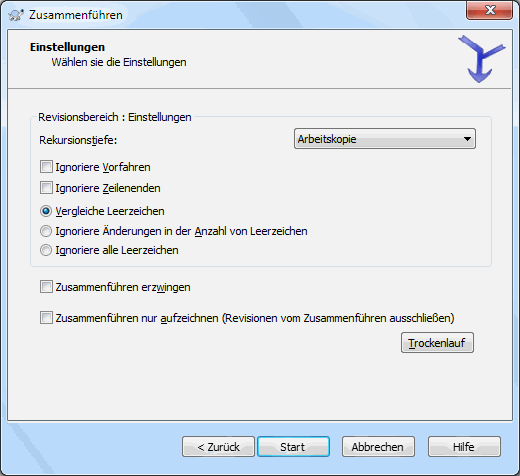 Zusammenführen
Einstellungen
Wählen sie die Einstellungen
Revisionsbereich : Einstellungen
Rekursionstiefe: Arbeitskopie
Ignoriere Vorfahren
Ignoriere Zeilenenden
Vergleiche Leerzeichen
Ignoriere Änderungen in der Anzahl von Leerzeichen
Ignoriere alle Leerzeichen
Zusammenführen erzwingen
Zusammenführen nur aufzeichnen (Revisionen vom Zusammenführen ausschließen)
Trockenlauf
< Zurück Start Abbrechen Hilfe